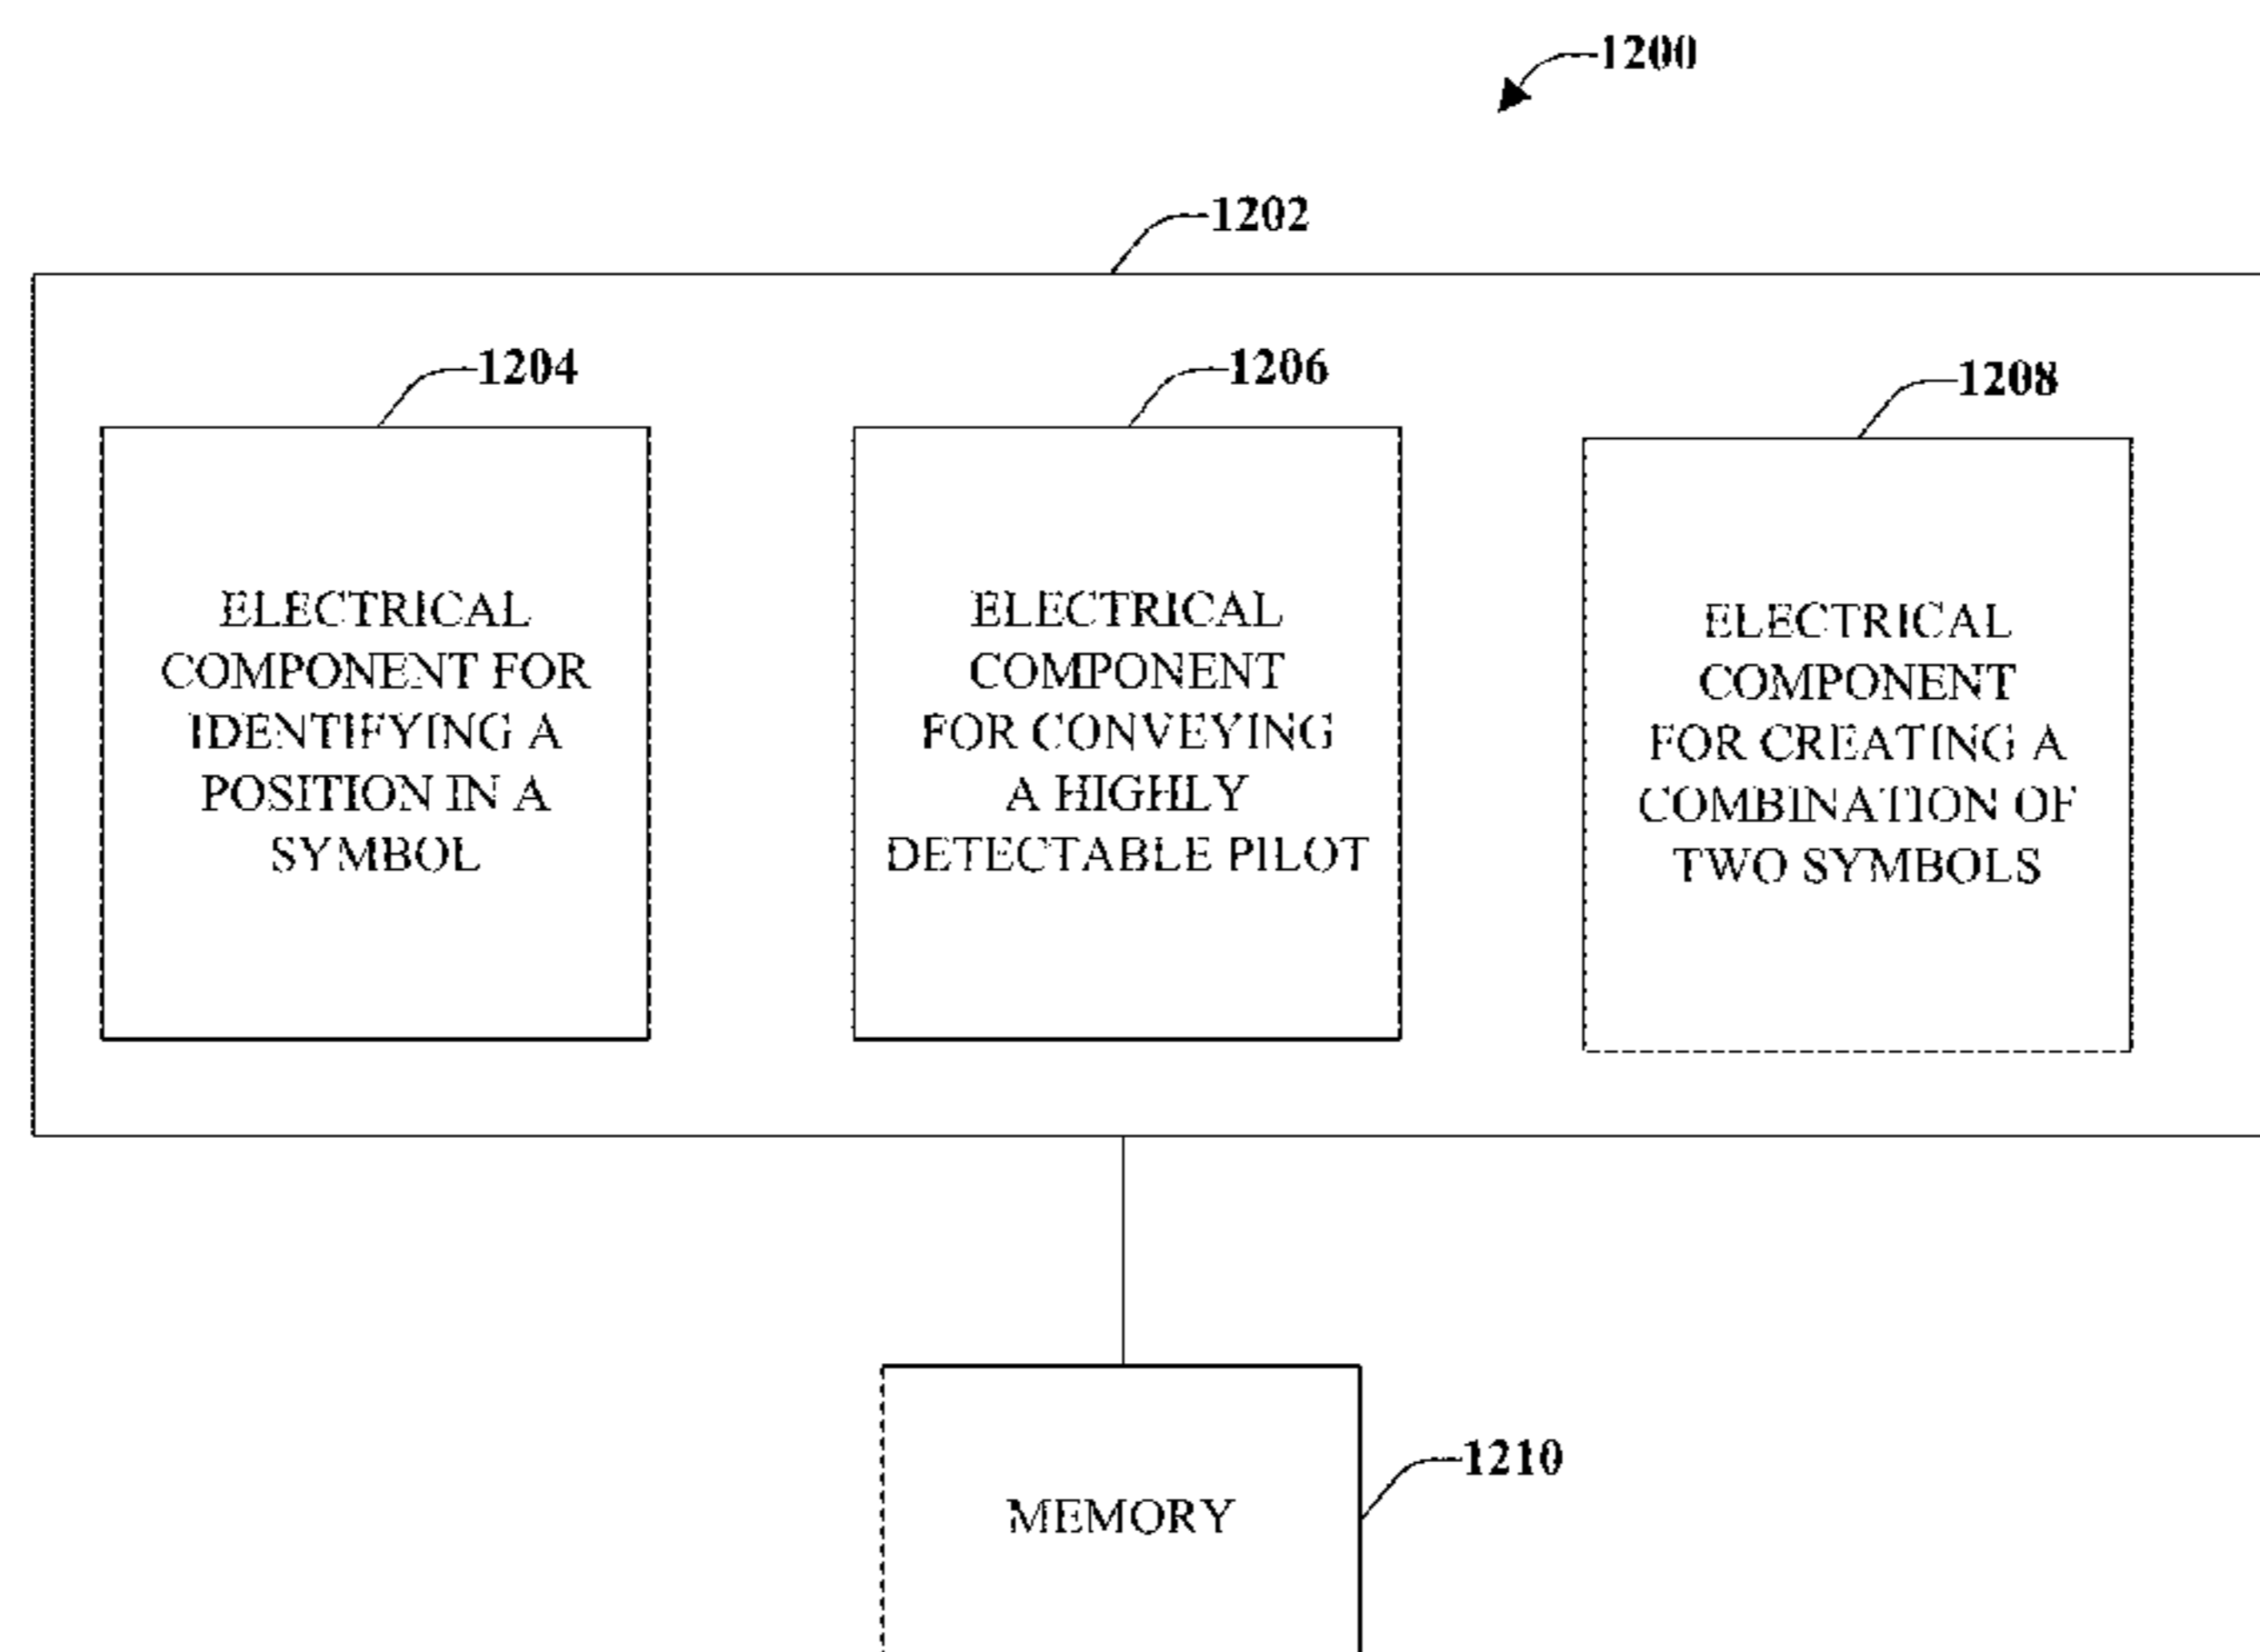 1200
1202
1204
1206
1208
ELECTRICAL
COMPONENT FOR
IDENTIFYING A
POSITION IN A
SYMBOL
ELECTRICAL
COMPONENT
FOR CONVEYING
A HIGHLY
DETECTABLE PILOT
ELECTRICAL
COMPONENT
FOR CREATING A
COMBINATION OF
TWO SYMBOLS
1210
MEMORY